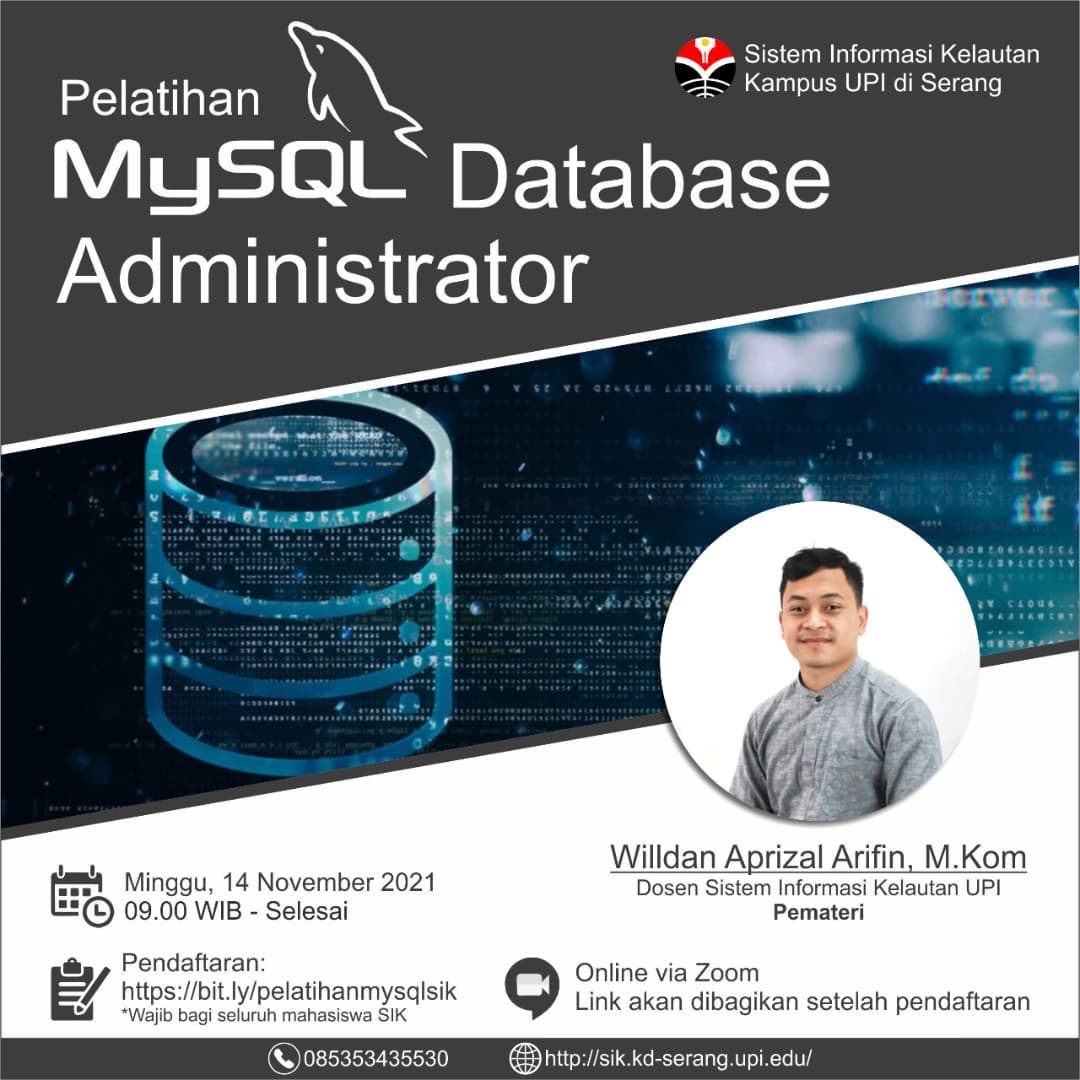 Pelatihan
MySQL Database
Administrator
Sistem Informasi Kelautan
Kampus UPI di Serang
Willdan Aprizal Arifin, M.Kom
Dosen Sistem Informasi Kelautan UPI
Pemateri
Minggu, 14 November 2021
09.00 WIB - Selesai
Pendaftaran:
https://bit.ly/pelatihanmysqlsik
*Wajib bagi seluruh mahasiswa SIK
Online via Zoom
Link akan dibagikan setelah pendaftaran
085353435530
http://sik.kd-serang.upi.edu/